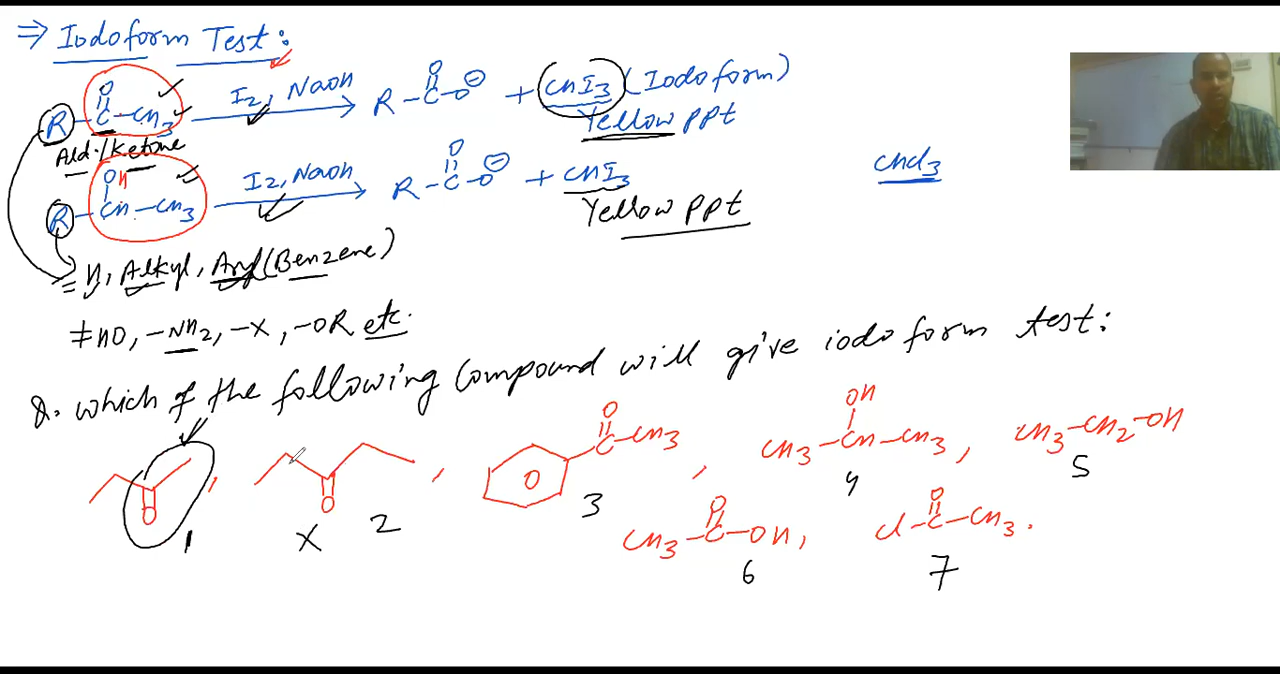 ⇒ Iodoform Test:
R-C(=O)-CH3 I2, NaOH → R-C(=O)-O⊖ + CHI3 (Iodoform)
Yellow PPt
Ald./Ketone
R-CH(OH)-CH3 I2, NaOH → R-C(=O)-O⊖ + CHI3
Yellow PPt
CHCl3
= H, Alkyl, Aryl (Benzene)
≠ HO, -NH2, -X, -OR etc.
Q. which of the following Compound will give iodoform test:
O, O, C(=O)-CH3, CH3-CH(OH)-CH3, CH3-CH2-OH
1 X 2 3 4 5
CH3-C(=O)-OH, Cl-C(=O)-CH3.
6 7